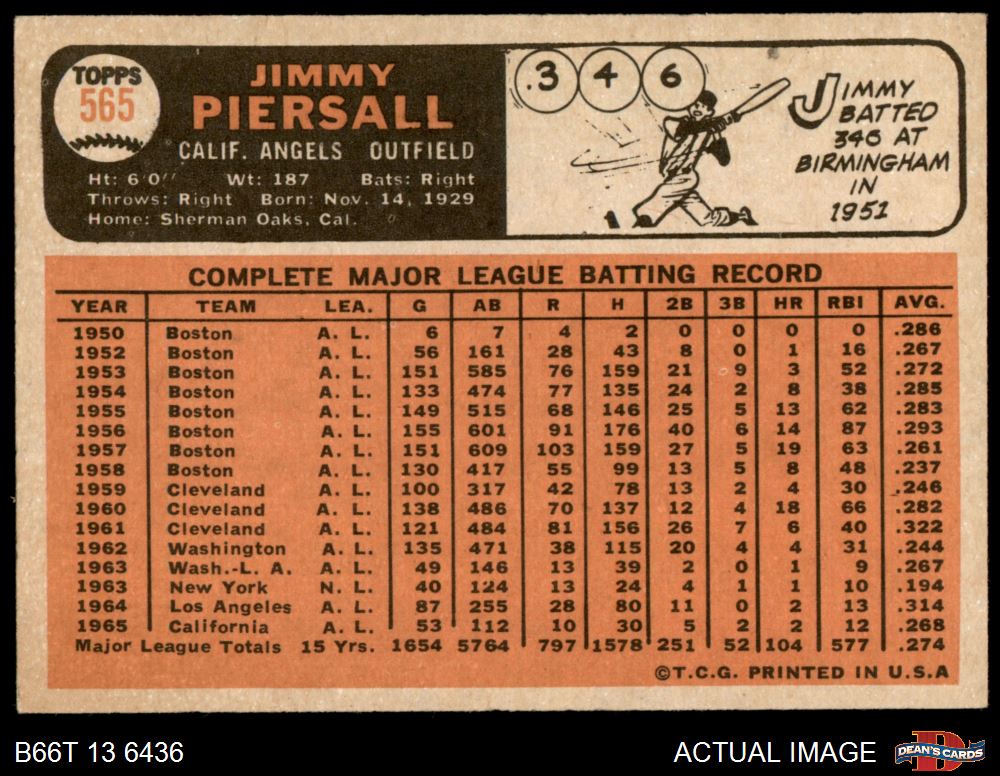 TOPPS
565
JIMMY
PIERSALL
CALIF. ANGELS OUTFIELD
Ht: 6'0" Wt: 187 Bats: Right
Throws: Right Born: Nov. 14, 1929
Home: Sherman Oaks, Cal.
.3 4 6
JIMMY
BATTED
346 AT
BIRMINGHAM
IN
1951
COMPLETE MAJOR LEAGUE BATTING RECORD
YEAR TEAM LEA. G AB R H 2B 3B HR RBI AVG.
1950 Boston A. L. 6 7 4 2 0 0 0 0 .286
1952 Boston A. L. 56 161 28 43 8 0 1 16 .267
1953 Boston A. L. 151 585 76 159 21 9 3 52 .272
1954 Boston A. L. 133 474 77 135 24 2 8 38 .285
1955 Boston A. L. 149 515 68 146 25 5 13 62 .283
1956 Boston A. L. 155 601 91 176 40 6 14 87 .293
1957 Boston A. L. 151 609 103 159 27 5 19 63 .261
1958 Boston A. L. 130 417 55 99 13 5 8 48 .237
1959 Cleveland A. L. 100 317 42 78 13 2 4 30 .246
1960 Cleveland A. L. 138 486 70 137 12 4 18 66 .282
1961 Cleveland A. L. 121 484 81 156 26 7 6 40 .322
1962 Washington A. L. 135 471 38 115 20 4 4 31 .244
1963 Wash.-L. A. A. L. 49 146 13 39 2 0 1 9 .267
1963 New York N. L. 40 124 13 24 4 1 1 10 .194
1964 Los Angeles A. L. 87 255 28 80 11 0 2 13 .314
1965 California A. L. 53 112 10 30 5 2 2 12 .268
Major League Totals 15 Yrs. 1654 5764 797 1578 251 52 104 577 .274
©T.C.G. PRINTED IN U.S.A
B66T 13 6436
ACTUAL IMAGE
DEAN'S CARDS